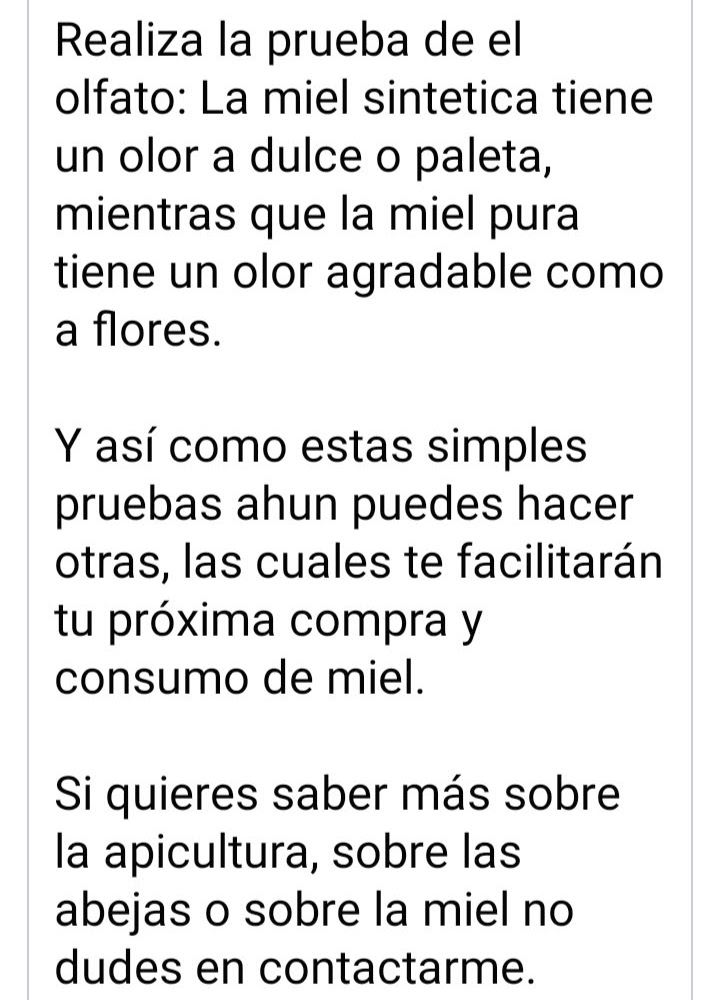 Realiza la prueba de el
olfato: La miel sintetica tiene
un olor a dulce o paleta,
mientras que la miel pura
tiene un olor agradable como
a flores.
Y así como estas simples
pruebas ahun puedes hacer
otras, las cuales te facilitarán
tu próxima compra y
consumo de miel.
Si quieres saber más sobre
la apicultura, sobre las
abejas o sobre la miel no
dudes en contactarme.